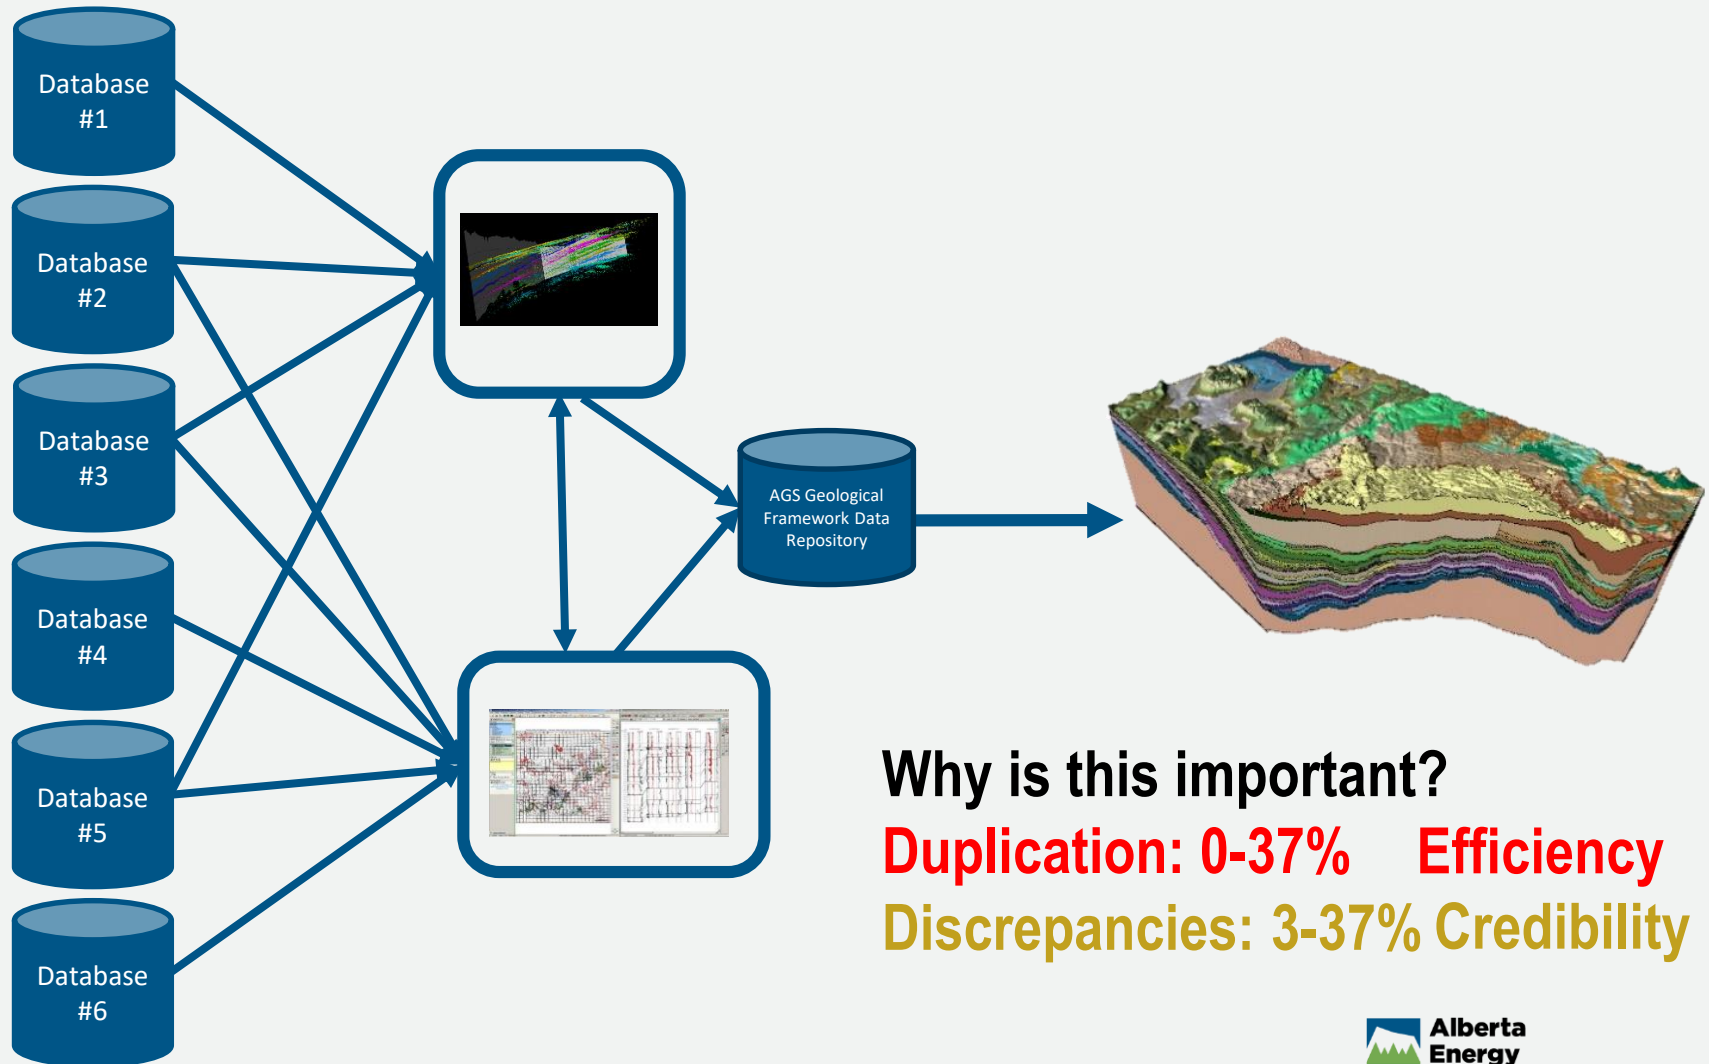 Database
#1
Database
#2
Database
#3
Database
#4
Database
#5
Database
#6
AGS Geological
Framework Data
Repository
Why is this important?
Duplication: 0-37% Efficiency
Discrepancies: 3-37% Credibility
Alberta
Energy